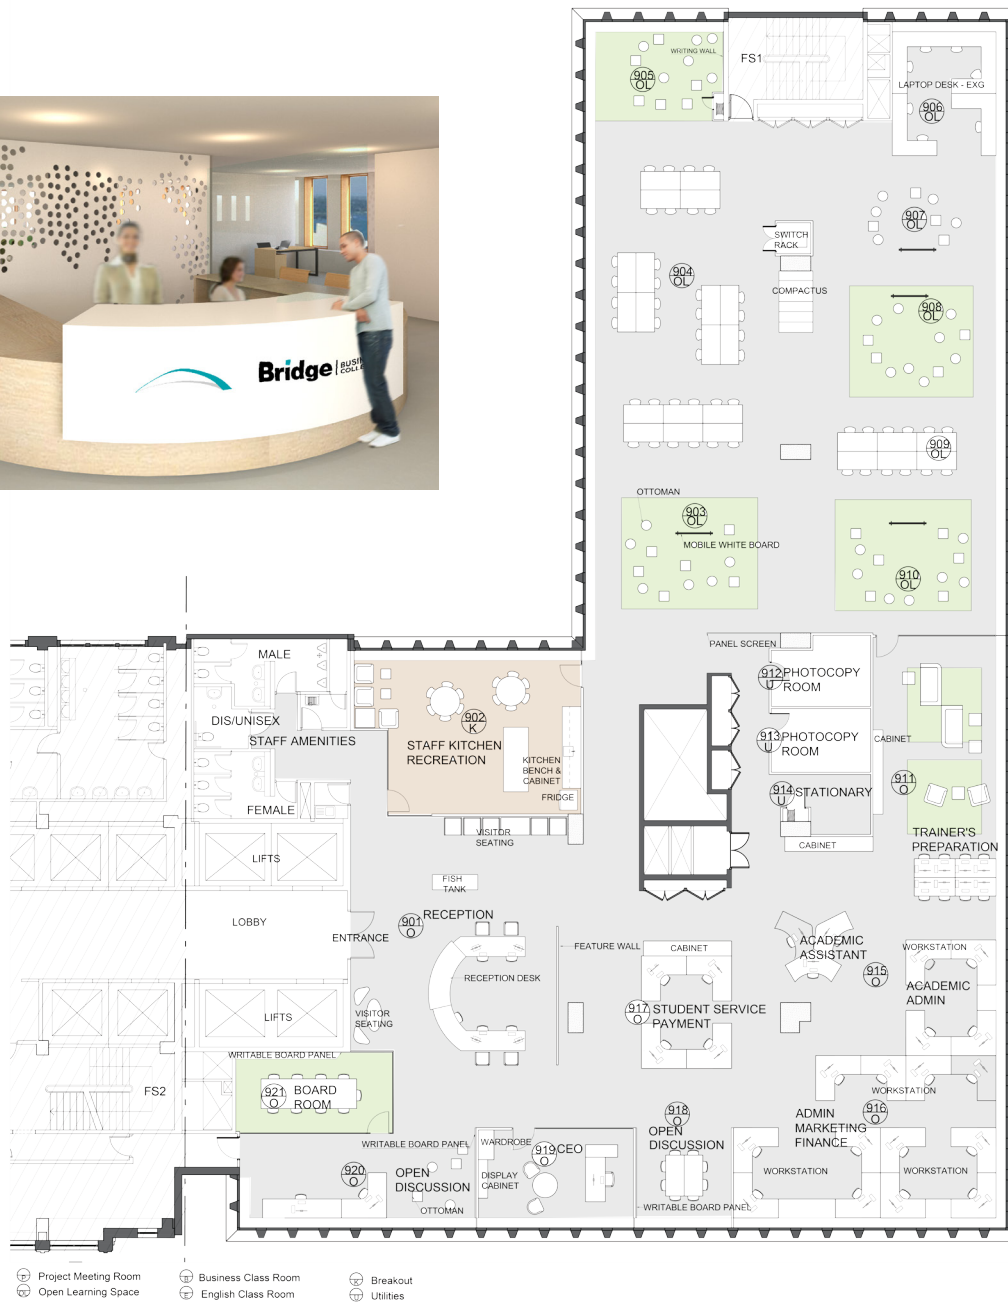 WRITING WALL
FS1
905
OL
LAPTOP DESK - EXG
906
OL
907
OL
SWITCH
RACK
904
OL
COMPACTUS
908
OL
Bridge
909
OL
OTTOMAN
903
OL
MOBILE WHITE BOARD
910
OL
PANEL SCREEN
MALE
912
U
PHOTOCOPY
ROOM
902
K
DIS/UNISEX
STAFF AMENITIES
STAFF KITCHEN
RECREATION
913
U
PHOTOCOPY
ROOM
CABINET
KITCHEN
BENCH &
CABINET
FRIDGE
911
O
914
U
STATIONARY
FEMALE
VISITOR
SEATING
CABINET
TRAINER'S
PREPARATION
LIFTS
FISH
TANK
901
O
RECEPTION
LOBBY
ENTRANCE
FEATURE WALL
CABINET
ACADEMIC
ASSISTANT
WORKSTATION
915
O
RECEPTION DESK
ACADEMIC
ADMIN
917
O
STUDENT SERVICE
PAYMENT
LIFTS
VISITOR
SEATING
WRITABLE BOARD PANEL
FS2
921
O
BOARD
ROOM
WORKSTATION
916
O
ADMIN
MARKETING
FINANCE
918
O
OPEN
DISCUSSION
WRITABLE BOARD PANEL
WARDROBE
919
O
CEO
920
O
OPEN
DISCUSSION
DISPLAY
CABINET
WORKSTATION
WORKSTATION
OTTOMAN
WRITABLE BOARD PANEL
P Project Meeting Room
OL Open Learning Space
B Business Class Room
E English Class Room
K Breakout
U Utilities